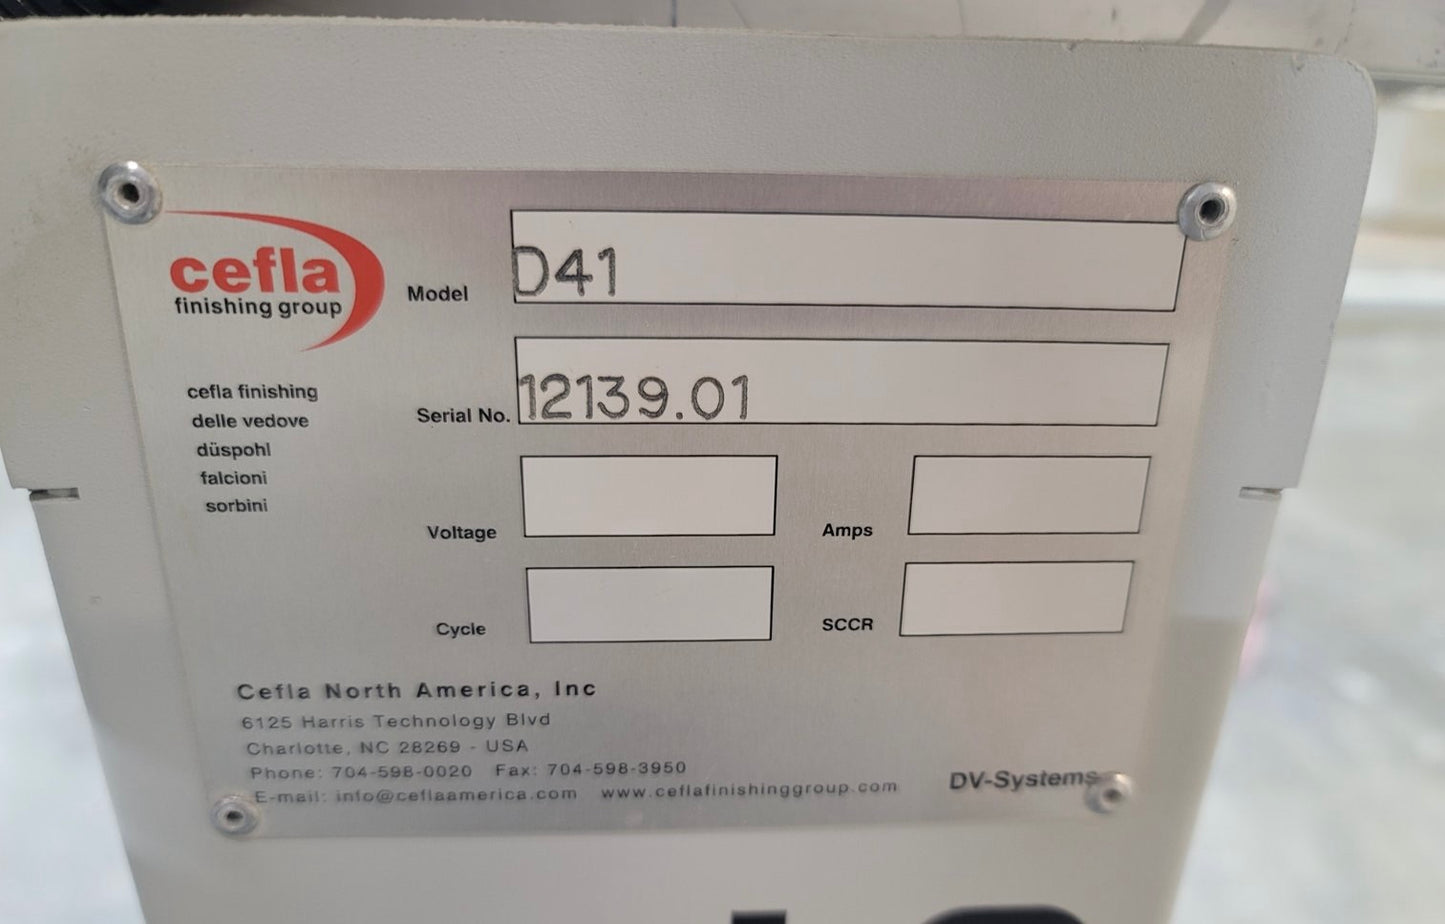 cefla
finishing group
Model D41
cefla finishing
delle vedove
düspohl
falcioni
sorbini
Serial No. 12139.01
Voltage Amps
Cycle SCCR
Cefla North America, Inc
6125 Harris Technology Blvd
Charlotte, NC 28269 - USA
Phone: 704-598-0020 Fax: 704-598-3950
E-mail: info@ceflaamerica.com www.ceflafinishinggroup.com
DV-Systems